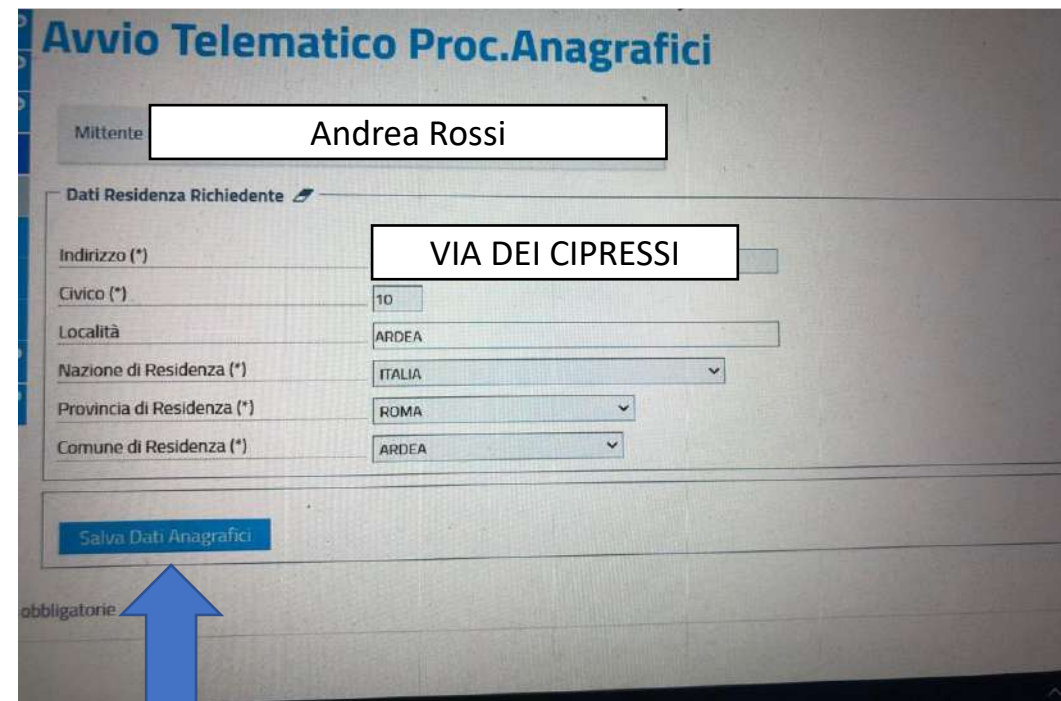 Avvio Telematico Proc.Anagrafici
Mittente Andrea Rossi
Dati Residenza Richiedente
Indirizzo (*) VIA DEI CIPRESSI
Civico (*) 10
Località ARDEA
Nazione di Residenza (*) ITALIA
Provincia di Residenza (*) ROMA
Comune di Residenza (*) ARDEA
Salva Dati Anagrafici
obbligatorie